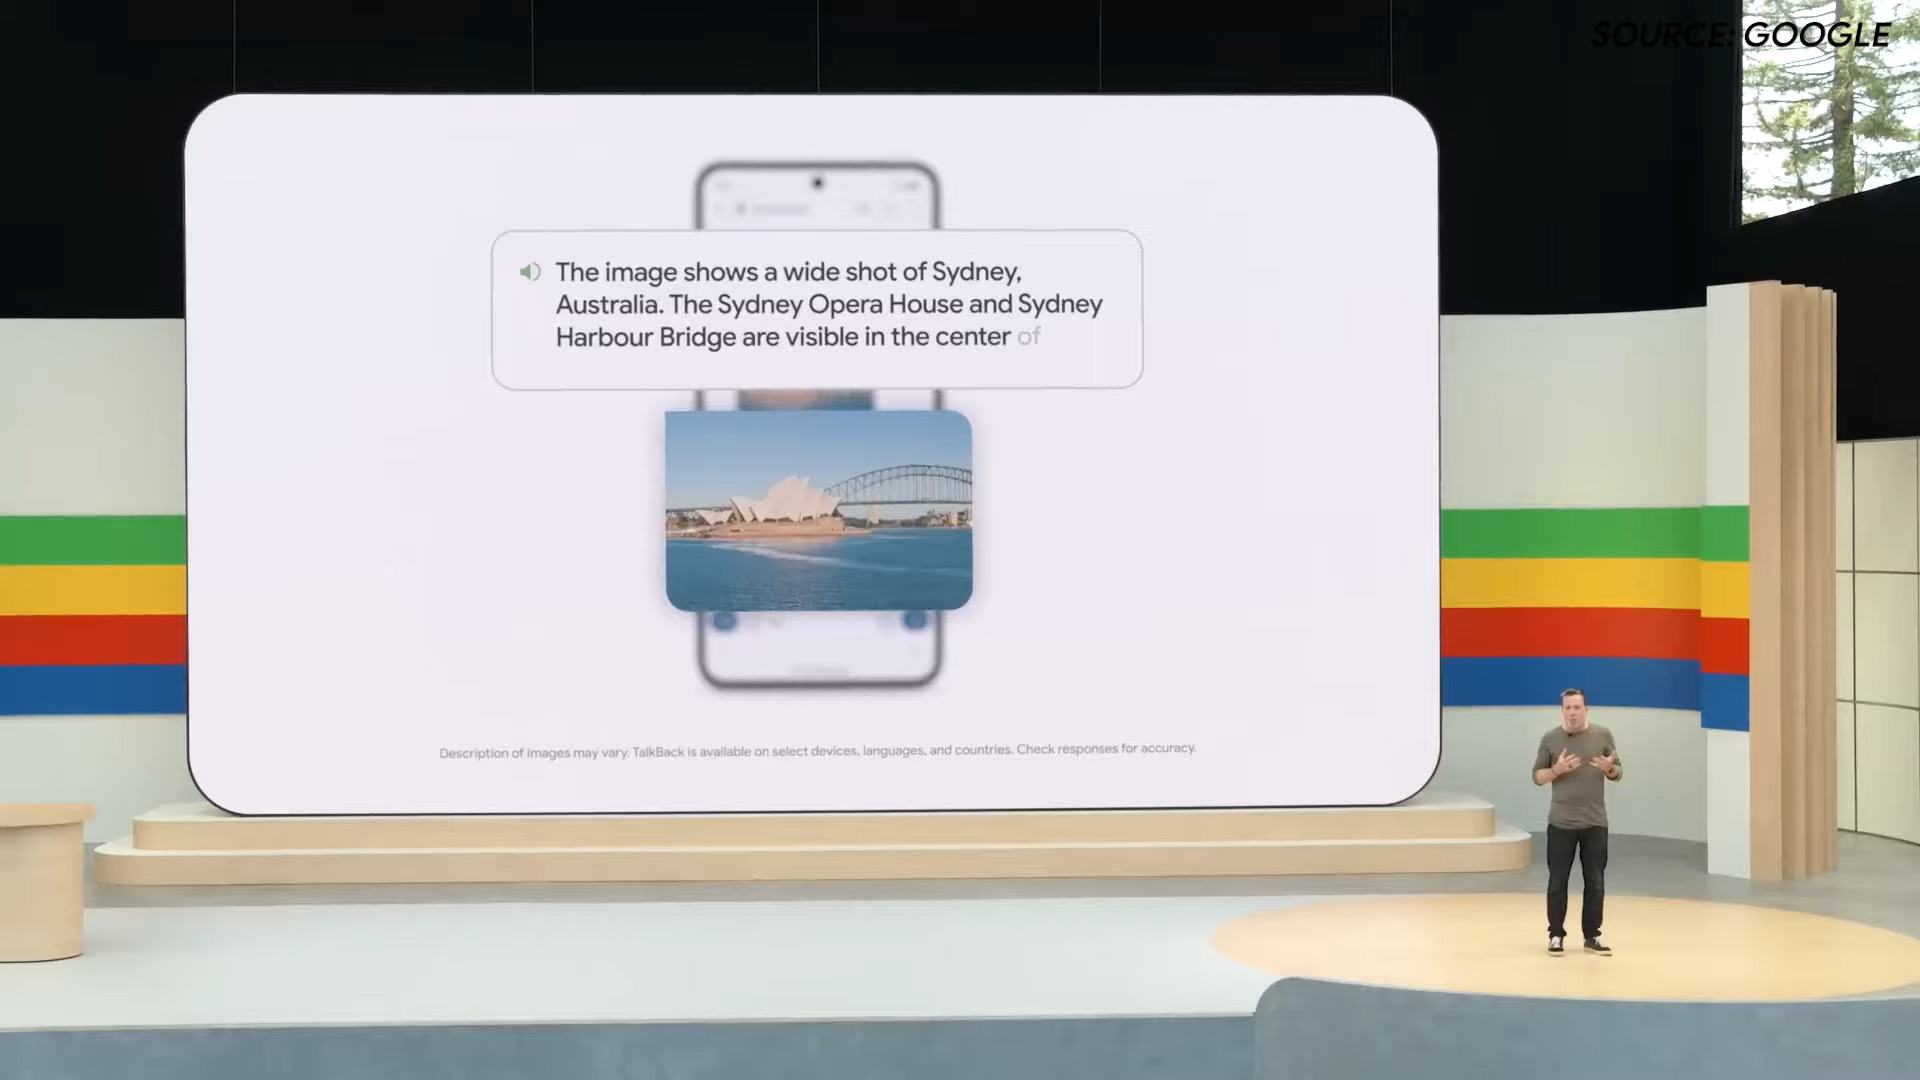 SOURCE: GOOGLE
The image shows a wide shot of Sydney,
Australia. The Sydney Opera House and Sydney
Harbour Bridge are visible in the center of
Description of images may vary. TalkBack is available on select devices, languages, and countries. Check responses for accuracy.